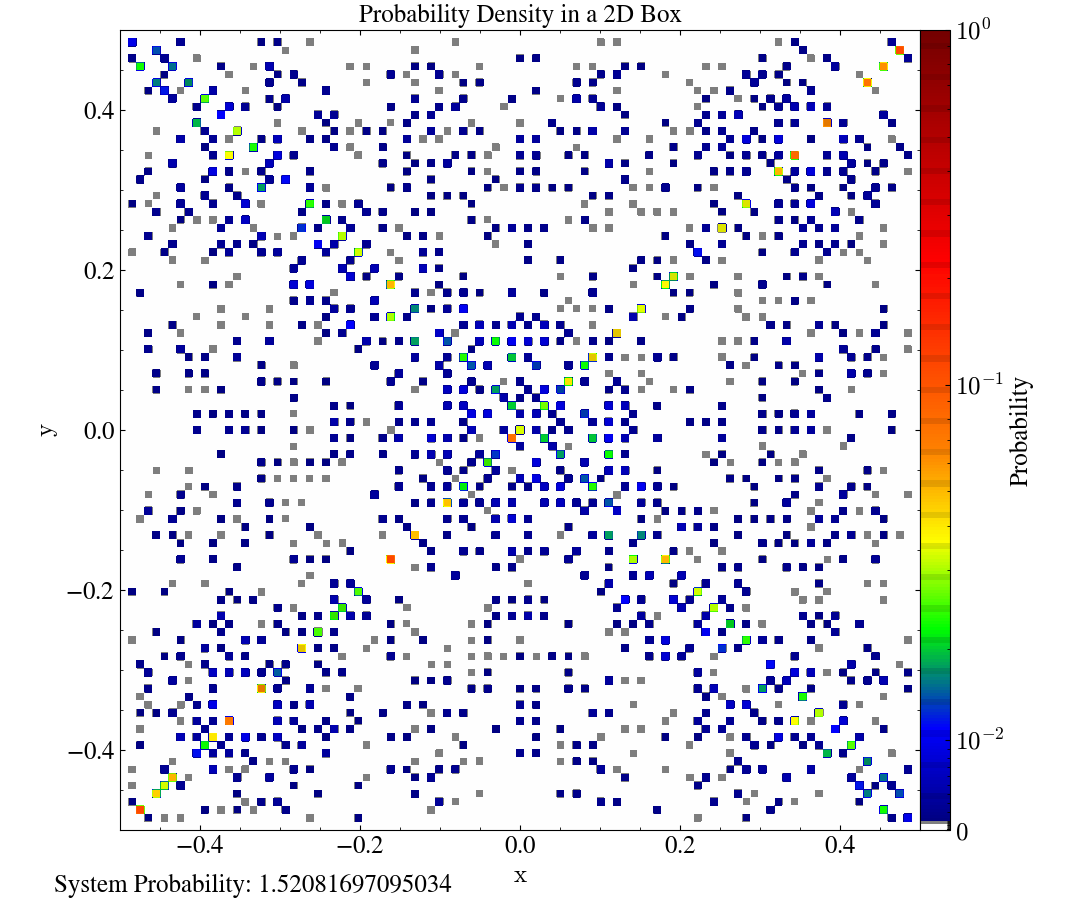 Probability Density in a 2D Box
10^0
10^−1
10^−2
0
Probability
0.4
0.2
0.0
−0.2
−0.4
y
−0.4 −0.2 0.0 0.2 0.4
x
System Probability: 1.52081697095034